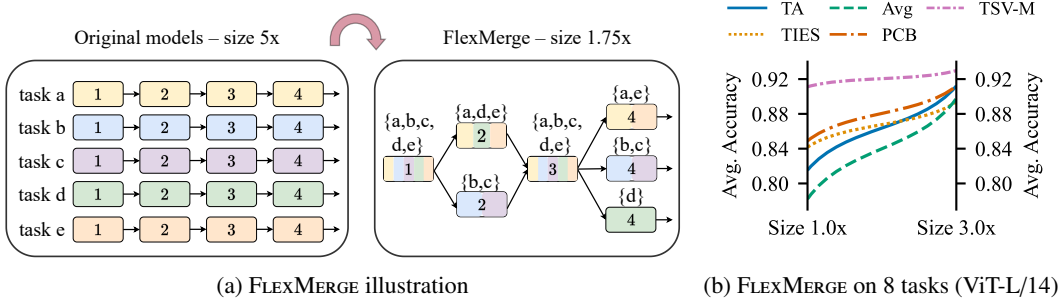 Original models – size 5x
FlexMerge – size 1.75x
task a 1 2 3 4
task b 1 2 3 4
task c 1 2 3 4
task d 1 2 3 4
task e 1 2 3 4
{a,b,c,
d,e}
1
{a,d,e}
2
{b,c}
2
{a,b,c,
d,e}
3
{a,e}
4
{b,c}
4
{d}
4
(a) FlexMerge illustration
TA Avg TSV-M
TIES PCB
Avg. Accuracy
0.92 0.92
0.88 0.88
0.84 0.84
0.80 0.80
Avg. Accuracy
Size 1.0x Size 3.0x
(b) FlexMerge on 8 tasks (ViT-L/14)